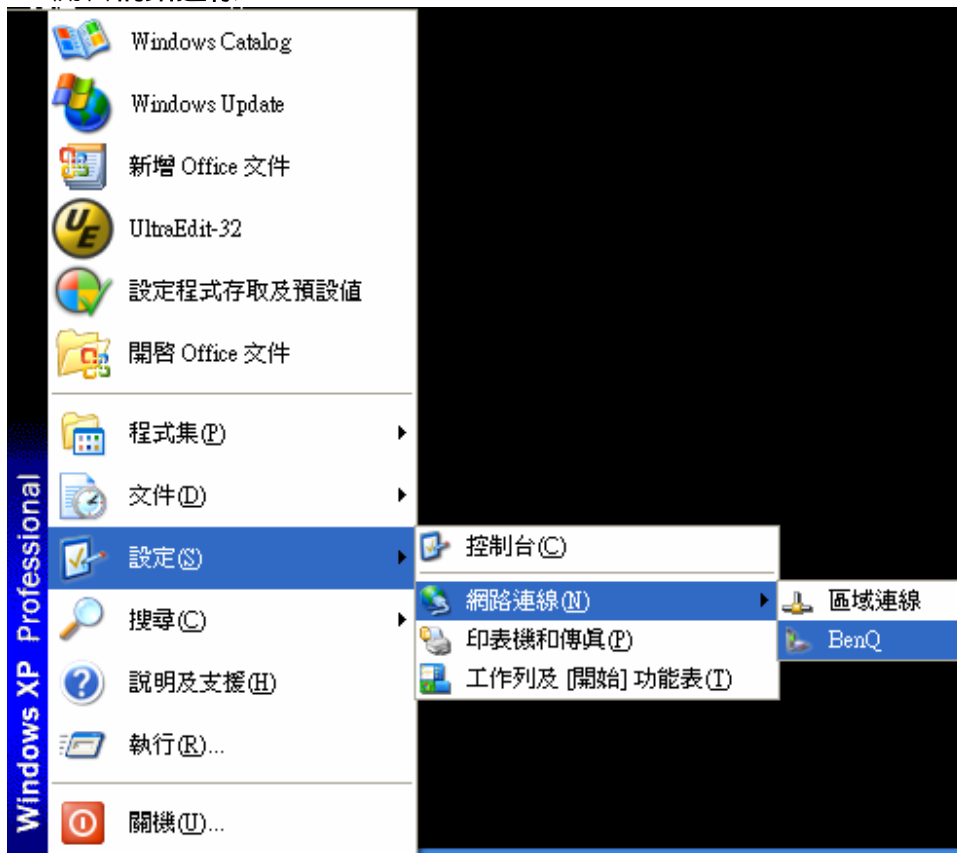 Windows Catalog
Windows Update
新增 Office 文件
UltraEdit-32
設定程式存取及預設值
開啓 Office 文件
程式集(P)
文件(D)
設定(S)
搜尋(C)
說明及支援(H)
執行(R)...
關機(U)...
控制台(C)
網路連線(N)
印表機和傳真(P)
工作列及 [開始] 功能表(T)
區域連線
BenQ
Windows XP Professional